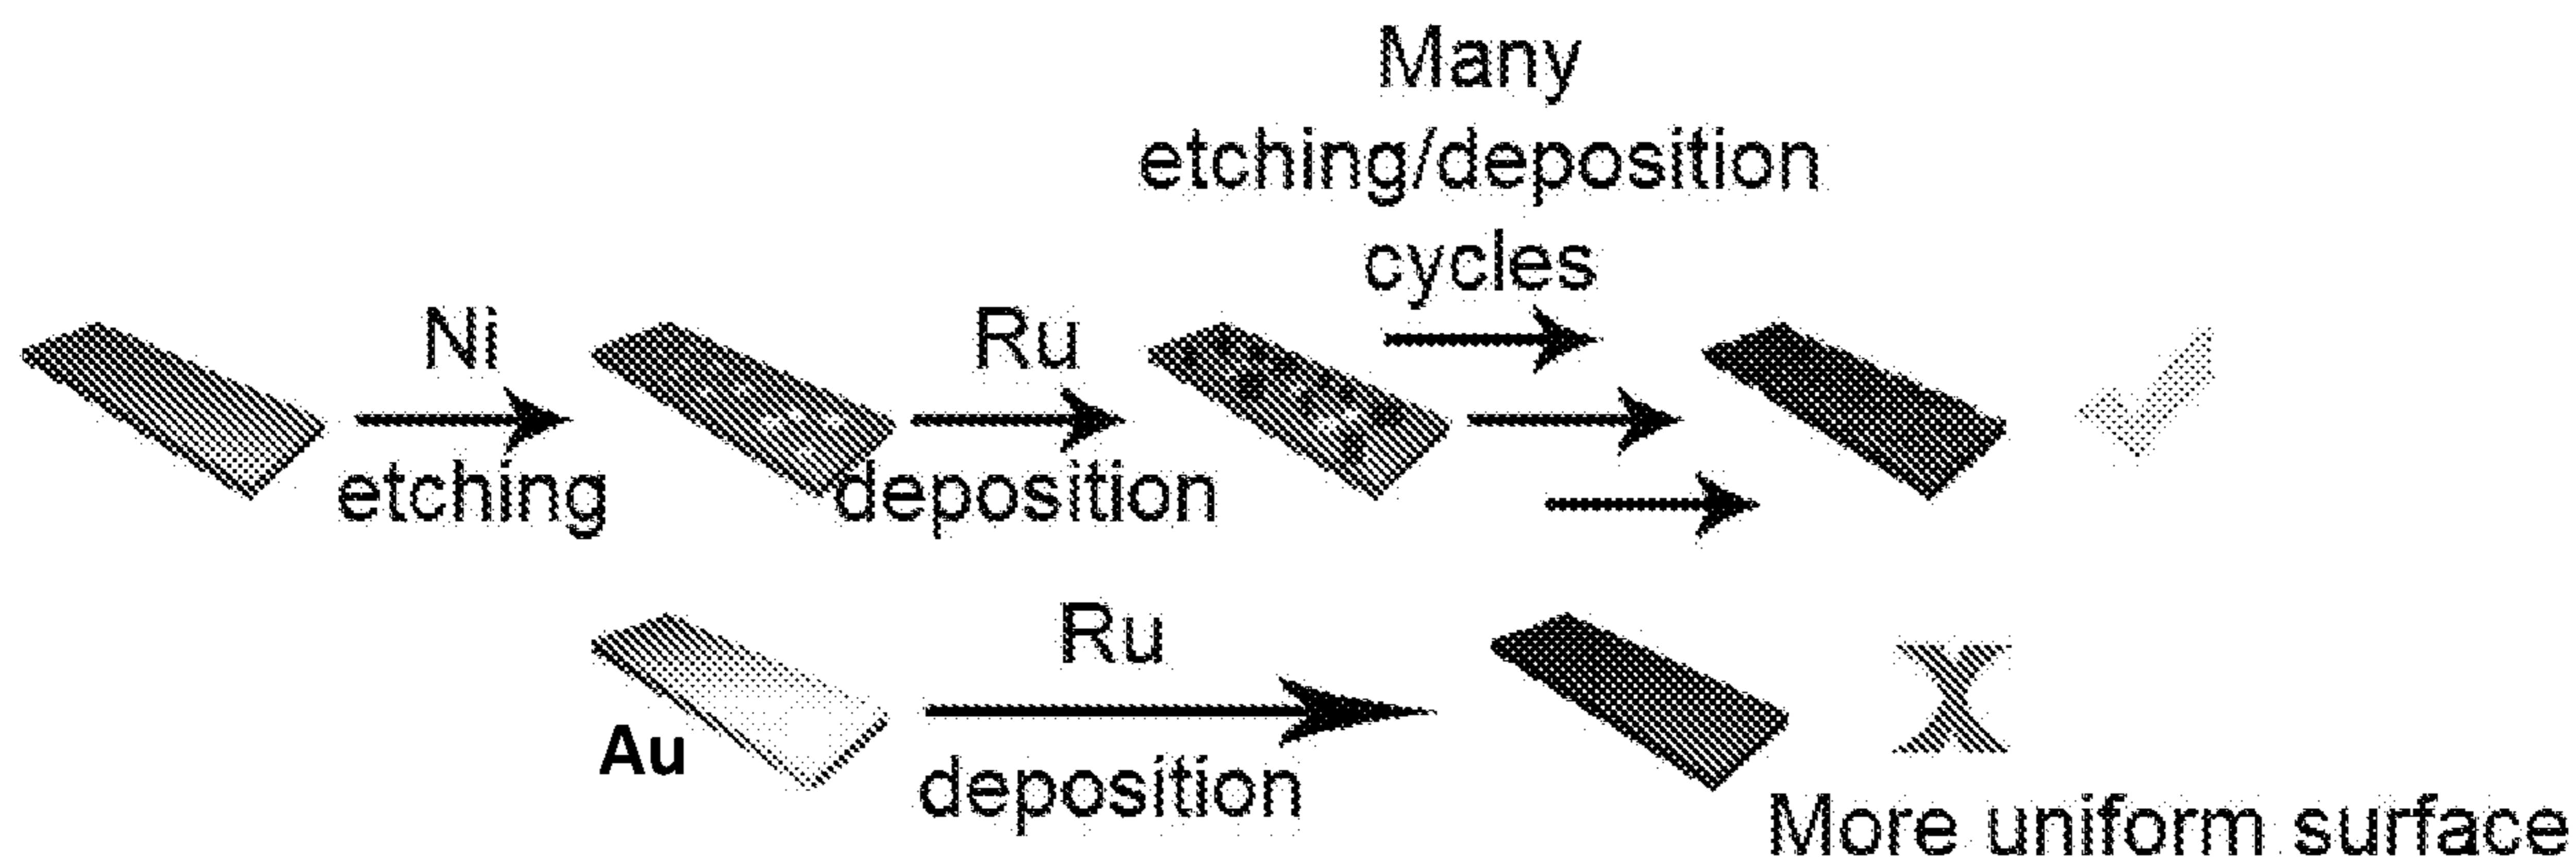 Many
etching/deposition
cycles
Ni
etching
Ru
deposition
Ru
Au
deposition
More uniform surface